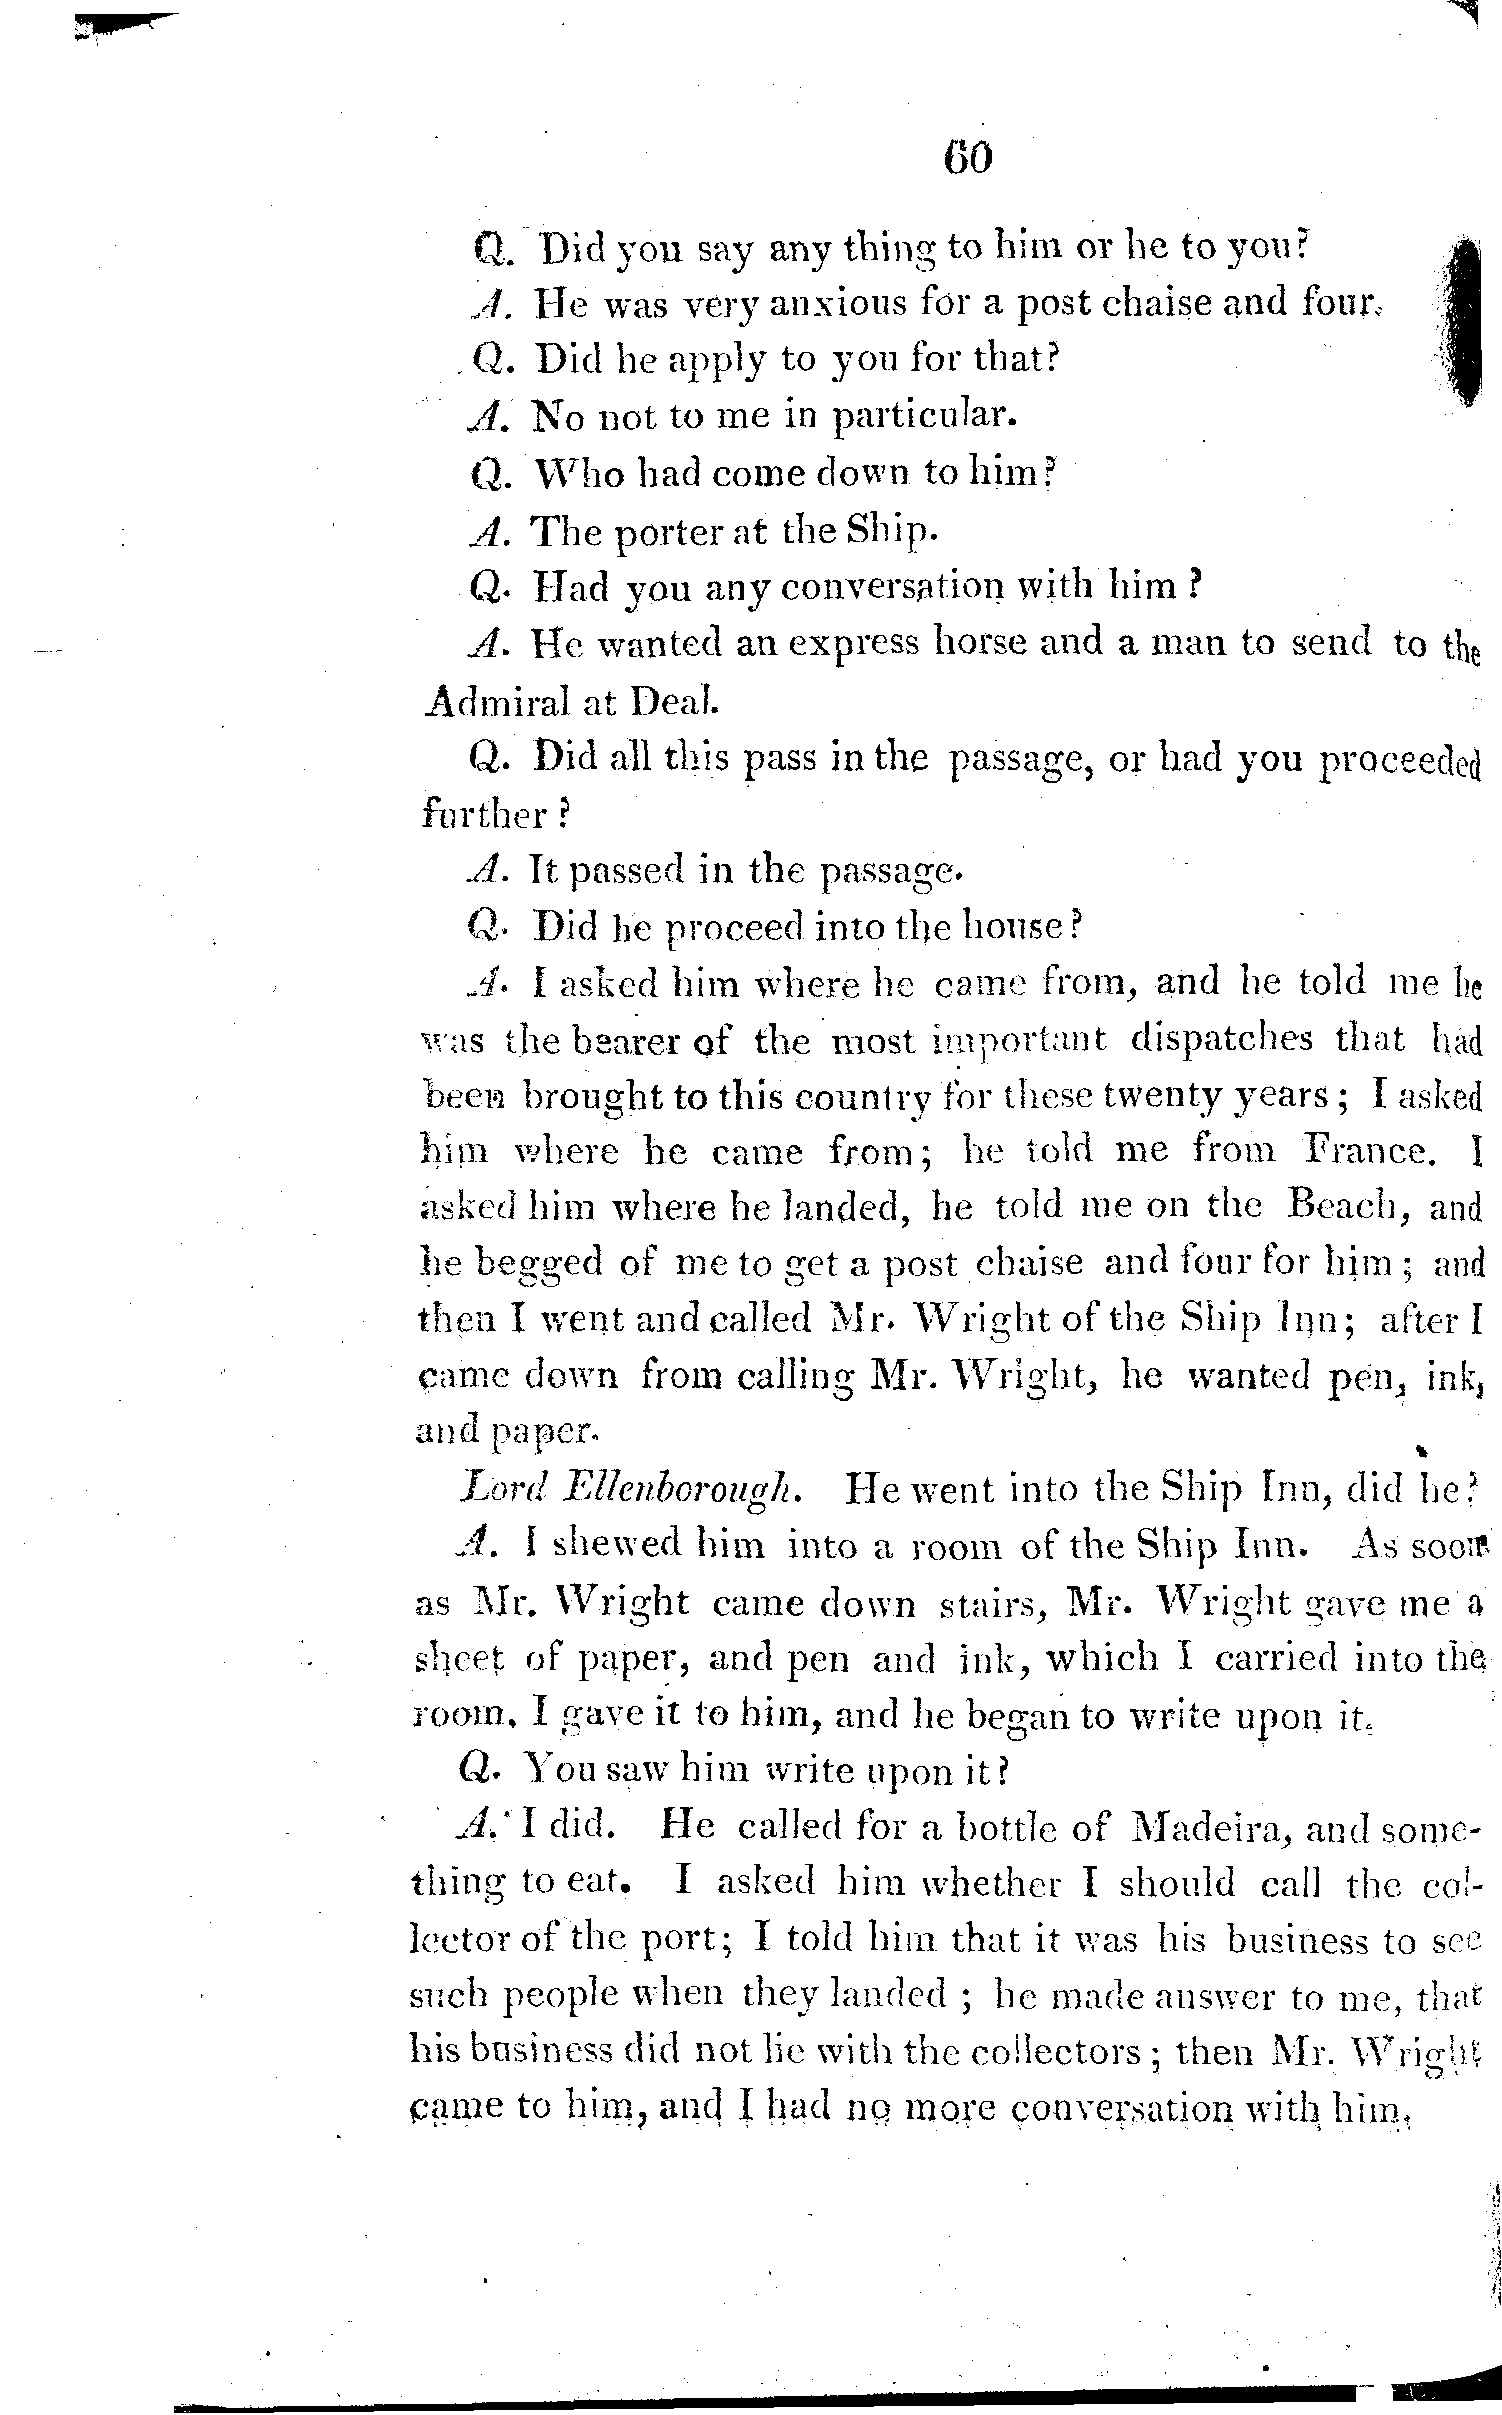 60
Q. Did you say any thing to him or he to you?
A. He was very anxious for a post chaise and four.
Q. Did he apply to you for that?
A. No not to me in particular.
Q. Who had come down to him?
A. The porter at the Ship.
Q. Had you any conversation with him?
A. He wanted an express horse and a man to send to the
Admiral at Deal.
Q. Did all this pass in the passage, or had you proceeded
further?
A. It passed in the passage.
Q. Did he proceed into the house?
A. I asked him where he came from, and he told me he
was the bearer of the most important dispatches that had
been brought to this country for these twenty years; I asked
him where he came from; he told me from France. I
asked him where he landed, he told me on the Beach, and
he begged of me to get a post chaise and four for him; and
then I went and called Mr. Wright of the Ship Inn; after I
came down from calling Mr. Wright, he wanted pen, ink,
and paper.
Lord Ellenborough. He went into the Ship Inn, did he?
A. I shewed him into a room of the Ship Inn. As soon
as Mr. Wright came down stairs, Mr. Wright gave me a
sheet of paper, and pen and ink, which I carried into the
room. I gave it to him, and he began to write upon it.
Q. You saw him write upon it?
A. I did. He called for a bottle of Madeira, and some-
thing to eat. I asked him whether I should call the col-
lector of the port; I told him that it was his business to see
such people when they landed; he made answer to me, that
his business did not lie with the collectors; then Mr. Wright
came to him, and I had no more conversation with him.